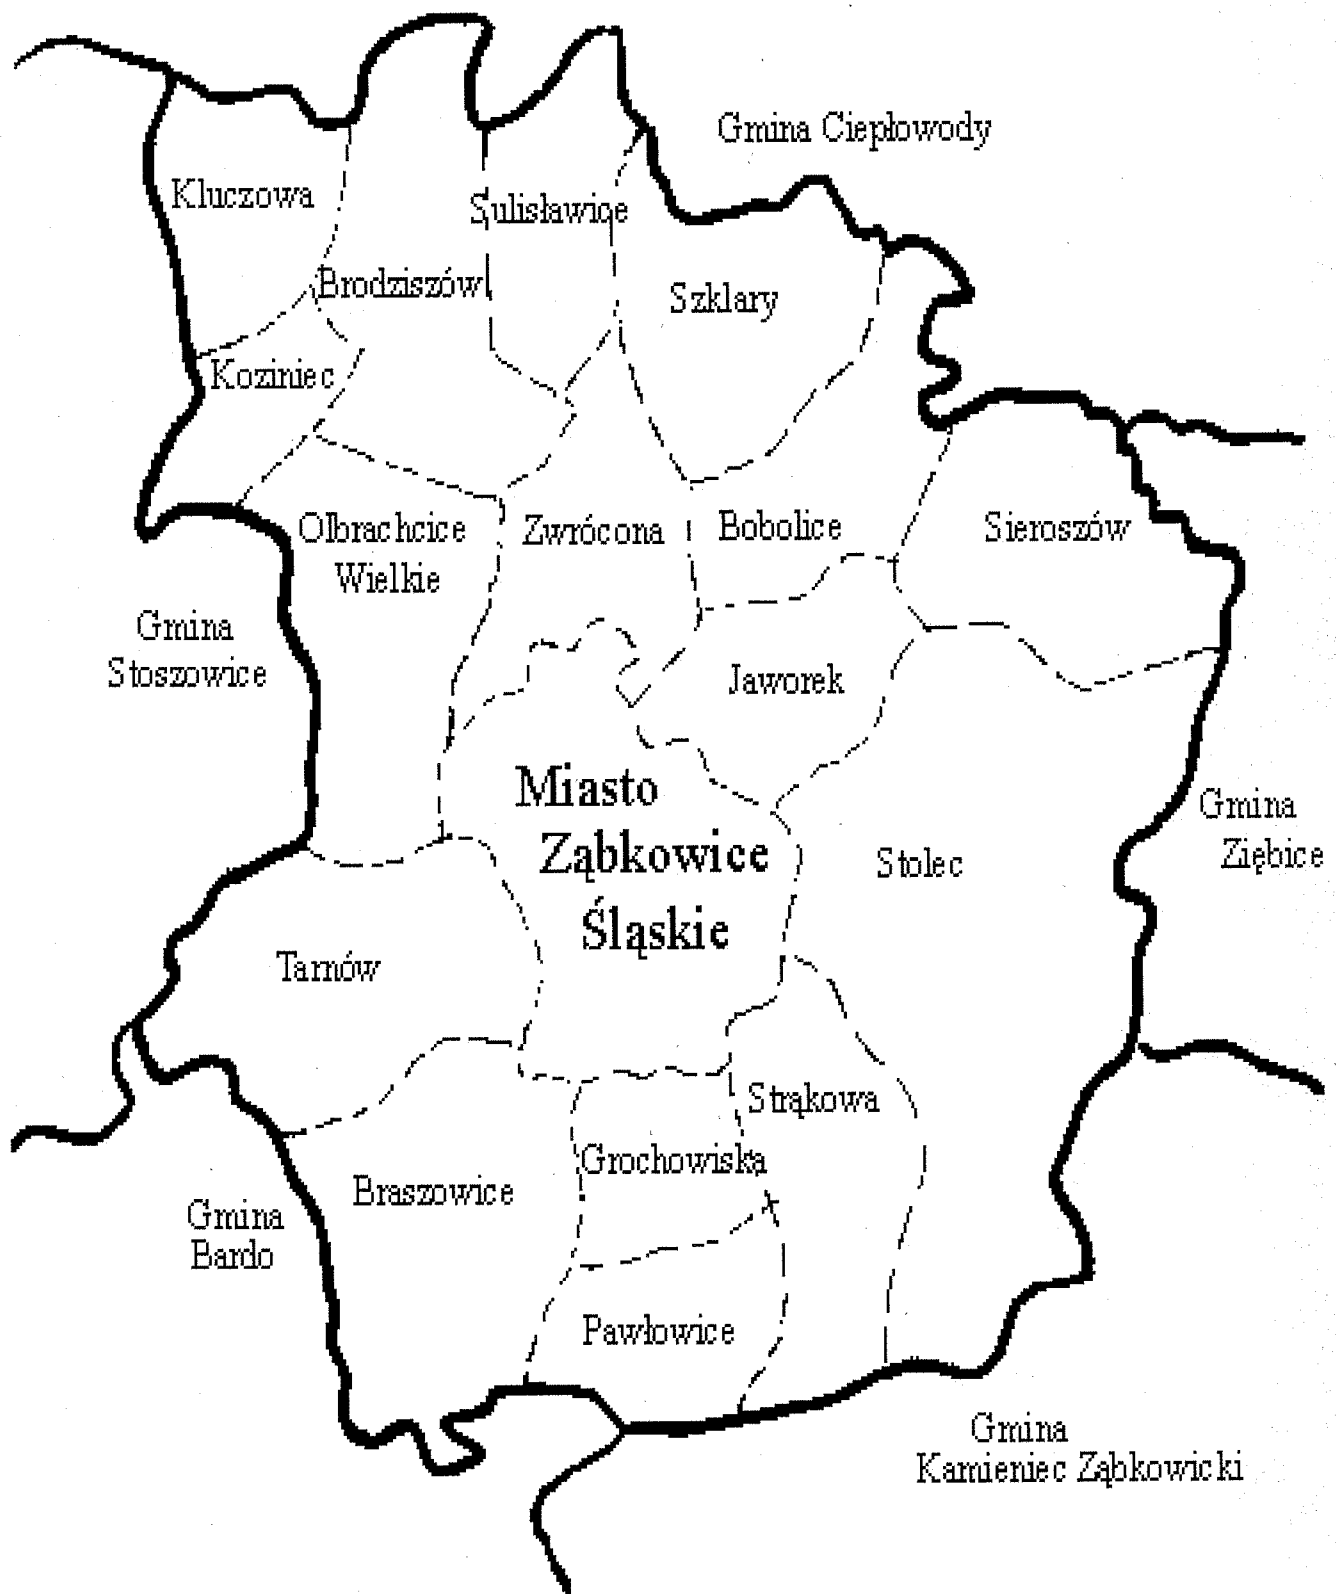 Gmina Ciepłowody
Kluczowa
Sulisławice
Brodziszów
Szklary
Koziniec
Olbrachcice
Wielkie
Zwrócona
Bobolice
Sieroszów
Gmina
Stoszowice
Jaworek
Miasto
Ząbkowice
Śląskie
Gmina
Ziębice
Stolec
Tarnów
Strąkowa
Grochowiska
Braszowice
Gmina
Bardo
Pawłowice
Gmina
Kamieniec Ząbkowicki